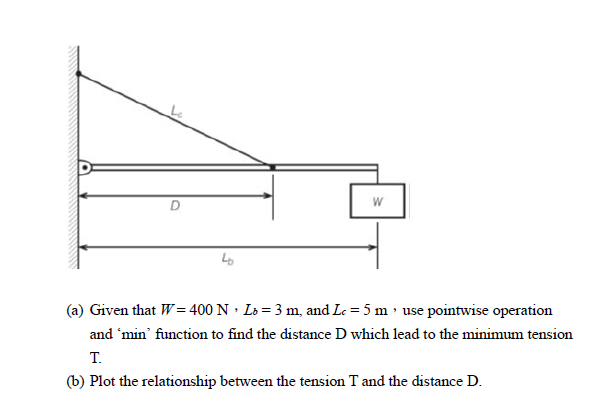 Lc
D
W
Lb
(a) Given that W = 400 N，Lb = 3 m, and Lc = 5 m，use pointwise operation
and ‘min’ function to find the distance D which lead to the minimum tension
T.
(b) Plot the relationship between the tension T and the distance D.